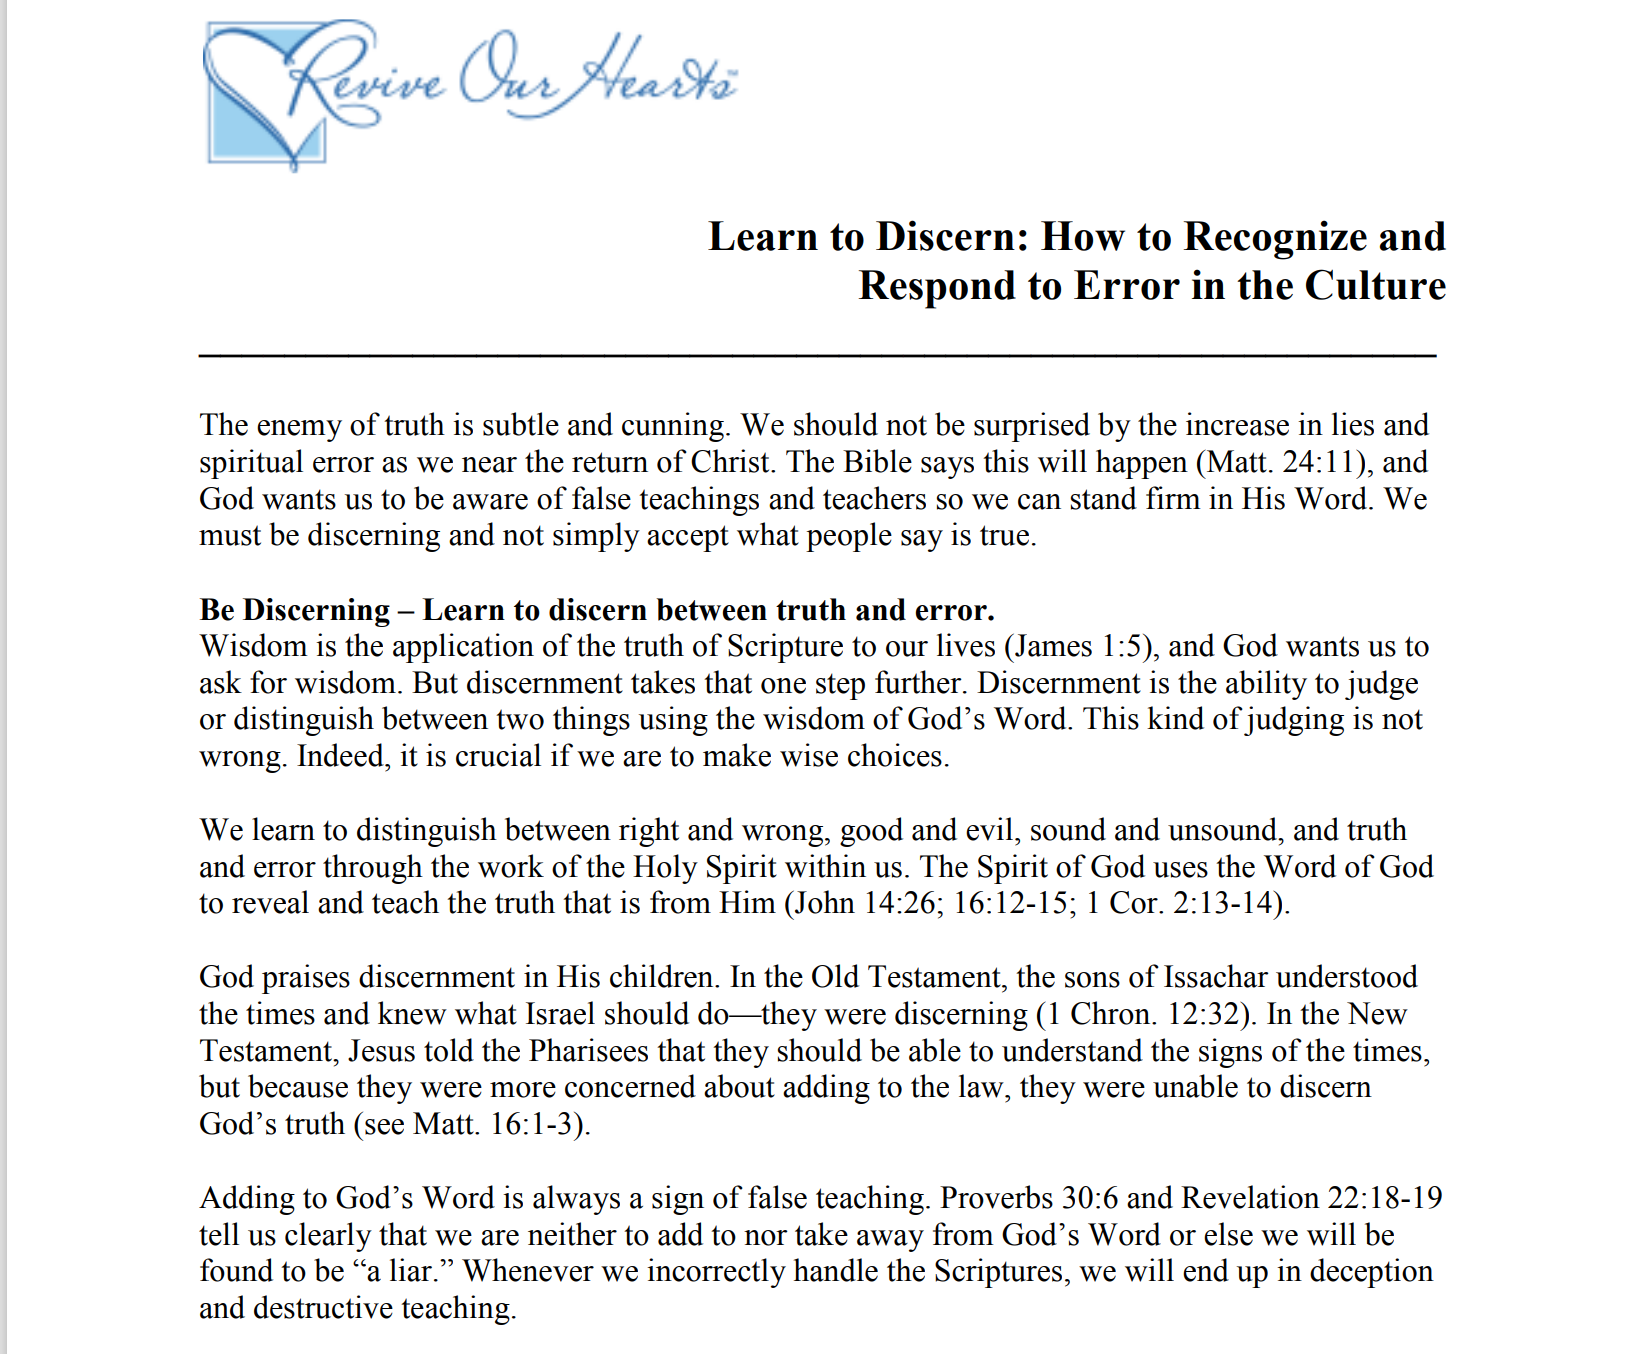 Revive Our Hearts™
Learn to Discern: How to Recognize and
Respond to Error in the Culture
The enemy of truth is subtle and cunning. We should not be surprised by the increase in lies and
spiritual error as we near the return of Christ. The Bible says this will happen (Matt. 24:11), and
God wants us to be aware of false teachings and teachers so we can stand firm in His Word. We
must be discerning and not simply accept what people say is true.
Be Discerning – Learn to discern between truth and error.
Wisdom is the application of the truth of Scripture to our lives (James 1:5), and God wants us to
ask for wisdom. But discernment takes that one step further. Discernment is the ability to judge
or distinguish between two things using the wisdom of God’s Word. This kind of judging is not
wrong. Indeed, it is crucial if we are to make wise choices.
We learn to distinguish between right and wrong, good and evil, sound and unsound, and truth
and error through the work of the Holy Spirit within us. The Spirit of God uses the Word of God
to reveal and teach the truth that is from Him (John 14:26; 16:12-15; 1 Cor. 2:13-14).
God praises discernment in His children. In the Old Testament, the sons of Issachar understood
the times and knew what Israel should do—they were discerning (1 Chron. 12:32). In the New
Testament, Jesus told the Pharisees that they should be able to understand the signs of the times,
but because they were more concerned about adding to the law, they were unable to discern
God’s truth (see Matt. 16:1-3).
Adding to God’s Word is always a sign of false teaching. Proverbs 30:6 and Revelation 22:18-19
tell us clearly that we are neither to add to nor take away from God’s Word or else we will be
found to be “a liar.” Whenever we incorrectly handle the Scriptures, we will end up in deception
and destructive teaching.